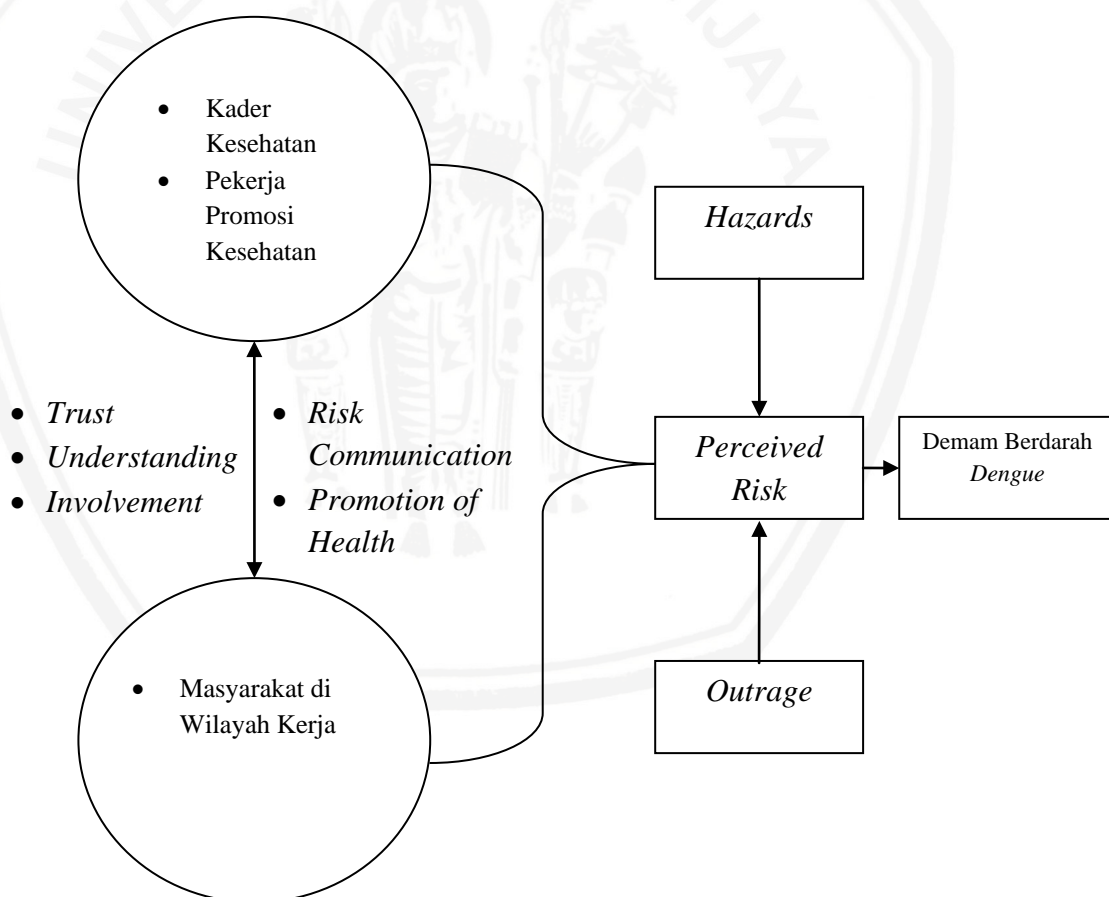 • Kader
Kesehatan
• Pekerja
Promosi
Kesehatan
Hazards
• Trust
• Understanding
• Involvement
• Risk
Communication
• Promotion of
Health
Perceived
Risk
Demam Berdarah
Dengue
• Masyarakat di
Wilayah Kerja
Outrage